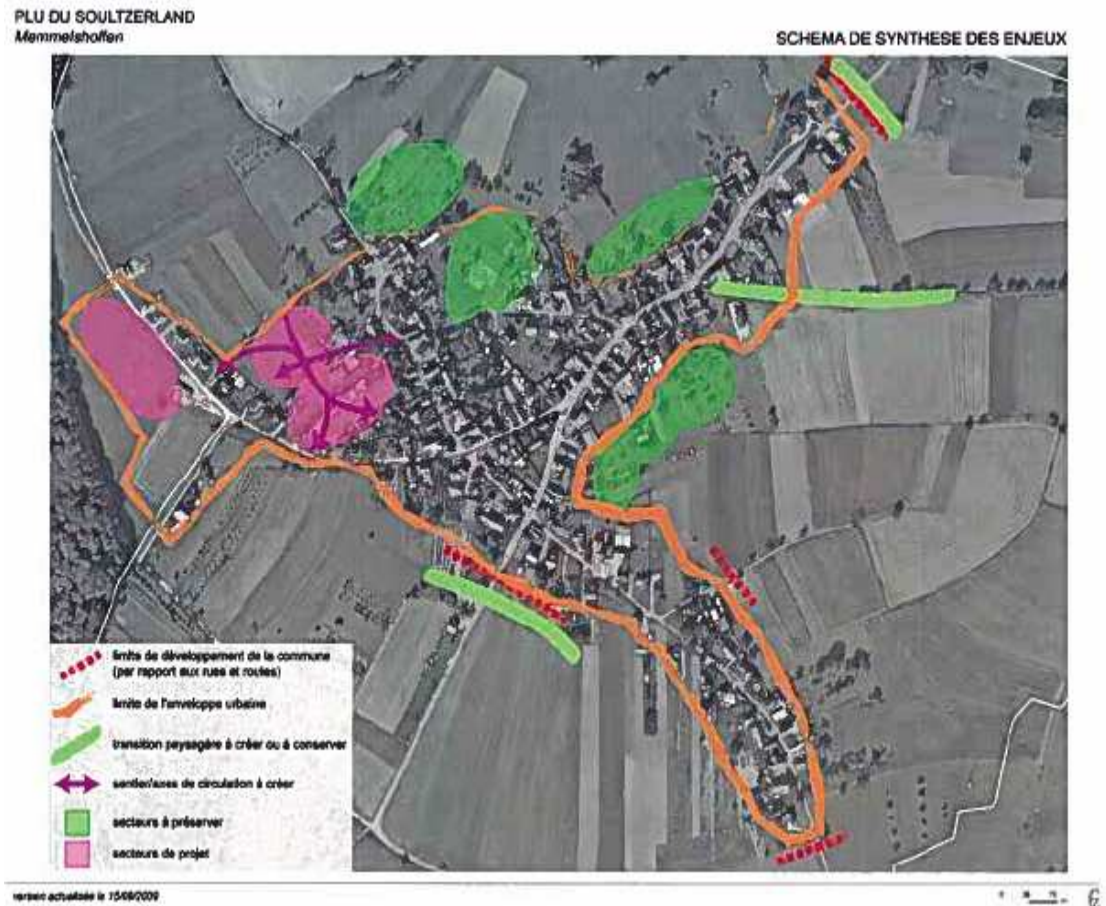 PLU DU SOULTZERLAND
Memmelshoffen
SCHEMA DE SYNTHESE DES ENJEUX
limite de développement de la commune
(par rapport aux rues et routes)
limite de l'enveloppe urbaine
transition paysagère à créer ou à conserver
sentier/axes de circulation à créer
secteurs à préserver
secteurs de projet
version actualisée le 15/09/2009
6